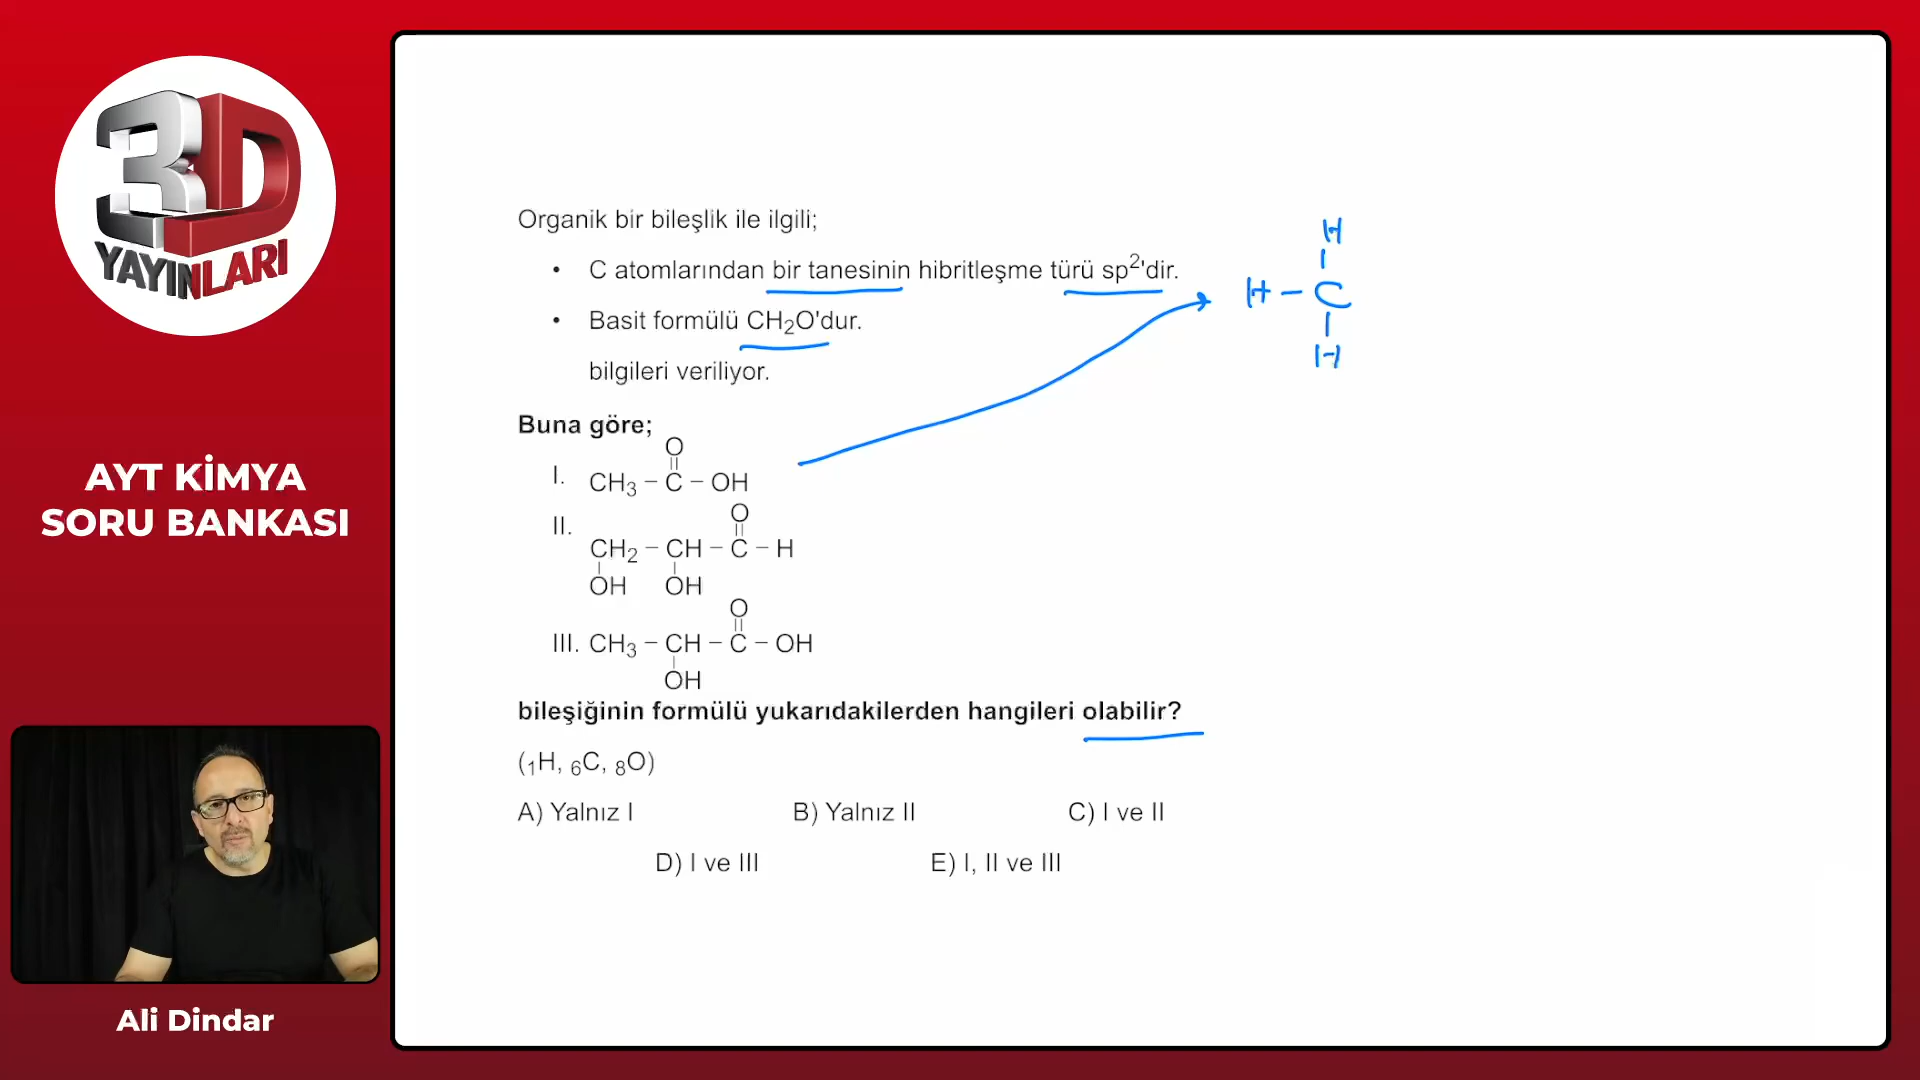 3D
YAYINLARI
AYT KİMYA
SORU BANKASI
Ali Dindar
Organik bir bileşlik ile ilgili;
• C atomlarından bir tanesinin hibritleşme türü sp²'dir.
• Basit formülü CH₂O'dur.
bilgileri veriliyor.
Buna göre;
O
||
I. CH₃ – C – OH
O
||
II. CH₂ – CH – C – H
| |
OH OH
O
||
III. CH₃ – CH – C – OH
|
OH
bileşiğinin formülü yukarıdakilerden hangileri olabilir?
(₁H, ₆C, ₈O)
A) Yalnız I B) Yalnız II C) I ve II
D) I ve III E) I, II ve III
H
|
H – C
|
H